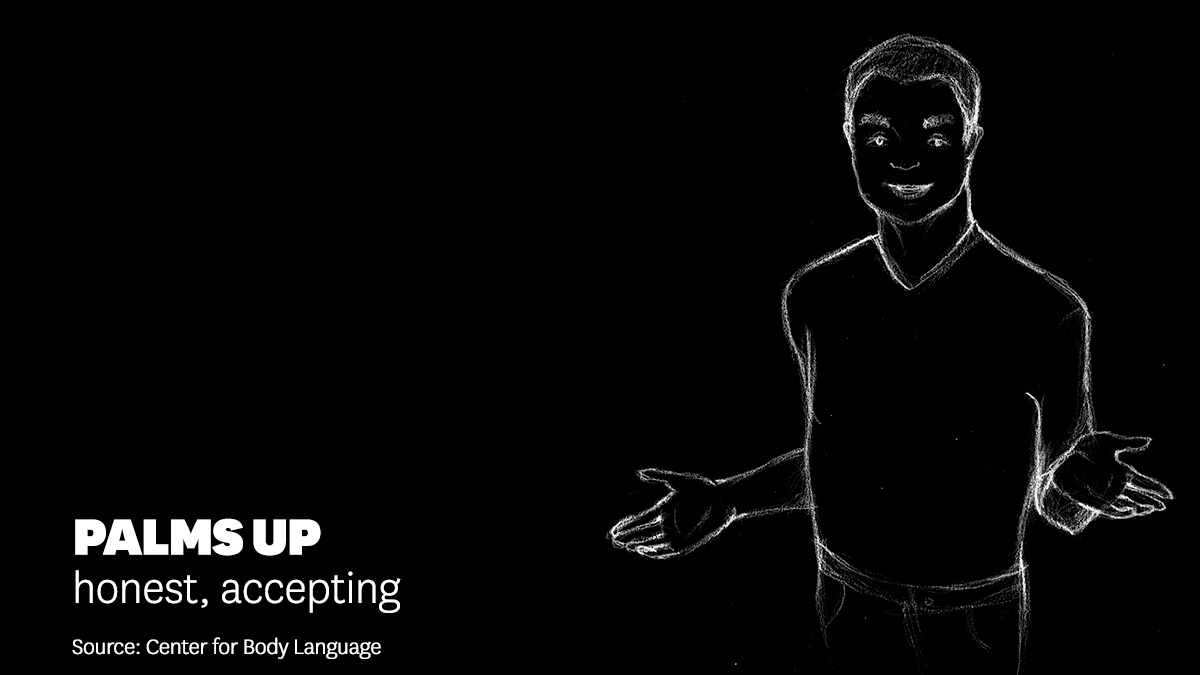 PALMS UP
honest, accepting
Source: Center for Body Language